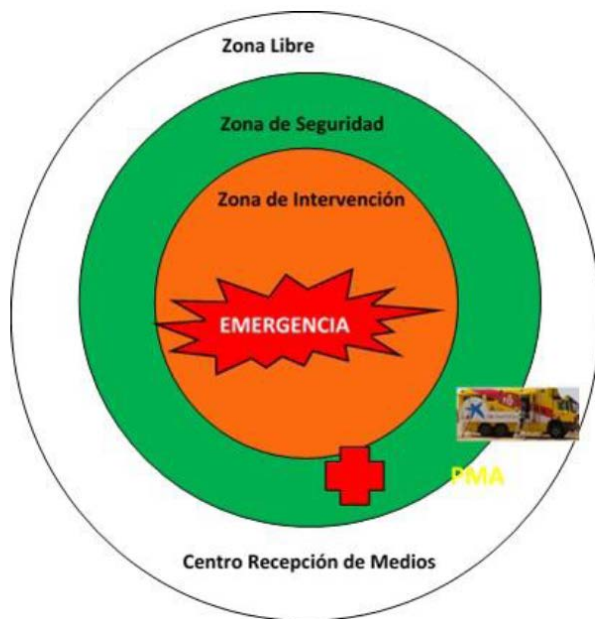 Zona Libre
Zona de Seguridad
Zona de Intervención
EMERGENCIA
PMA
Centro Recepción de Medios